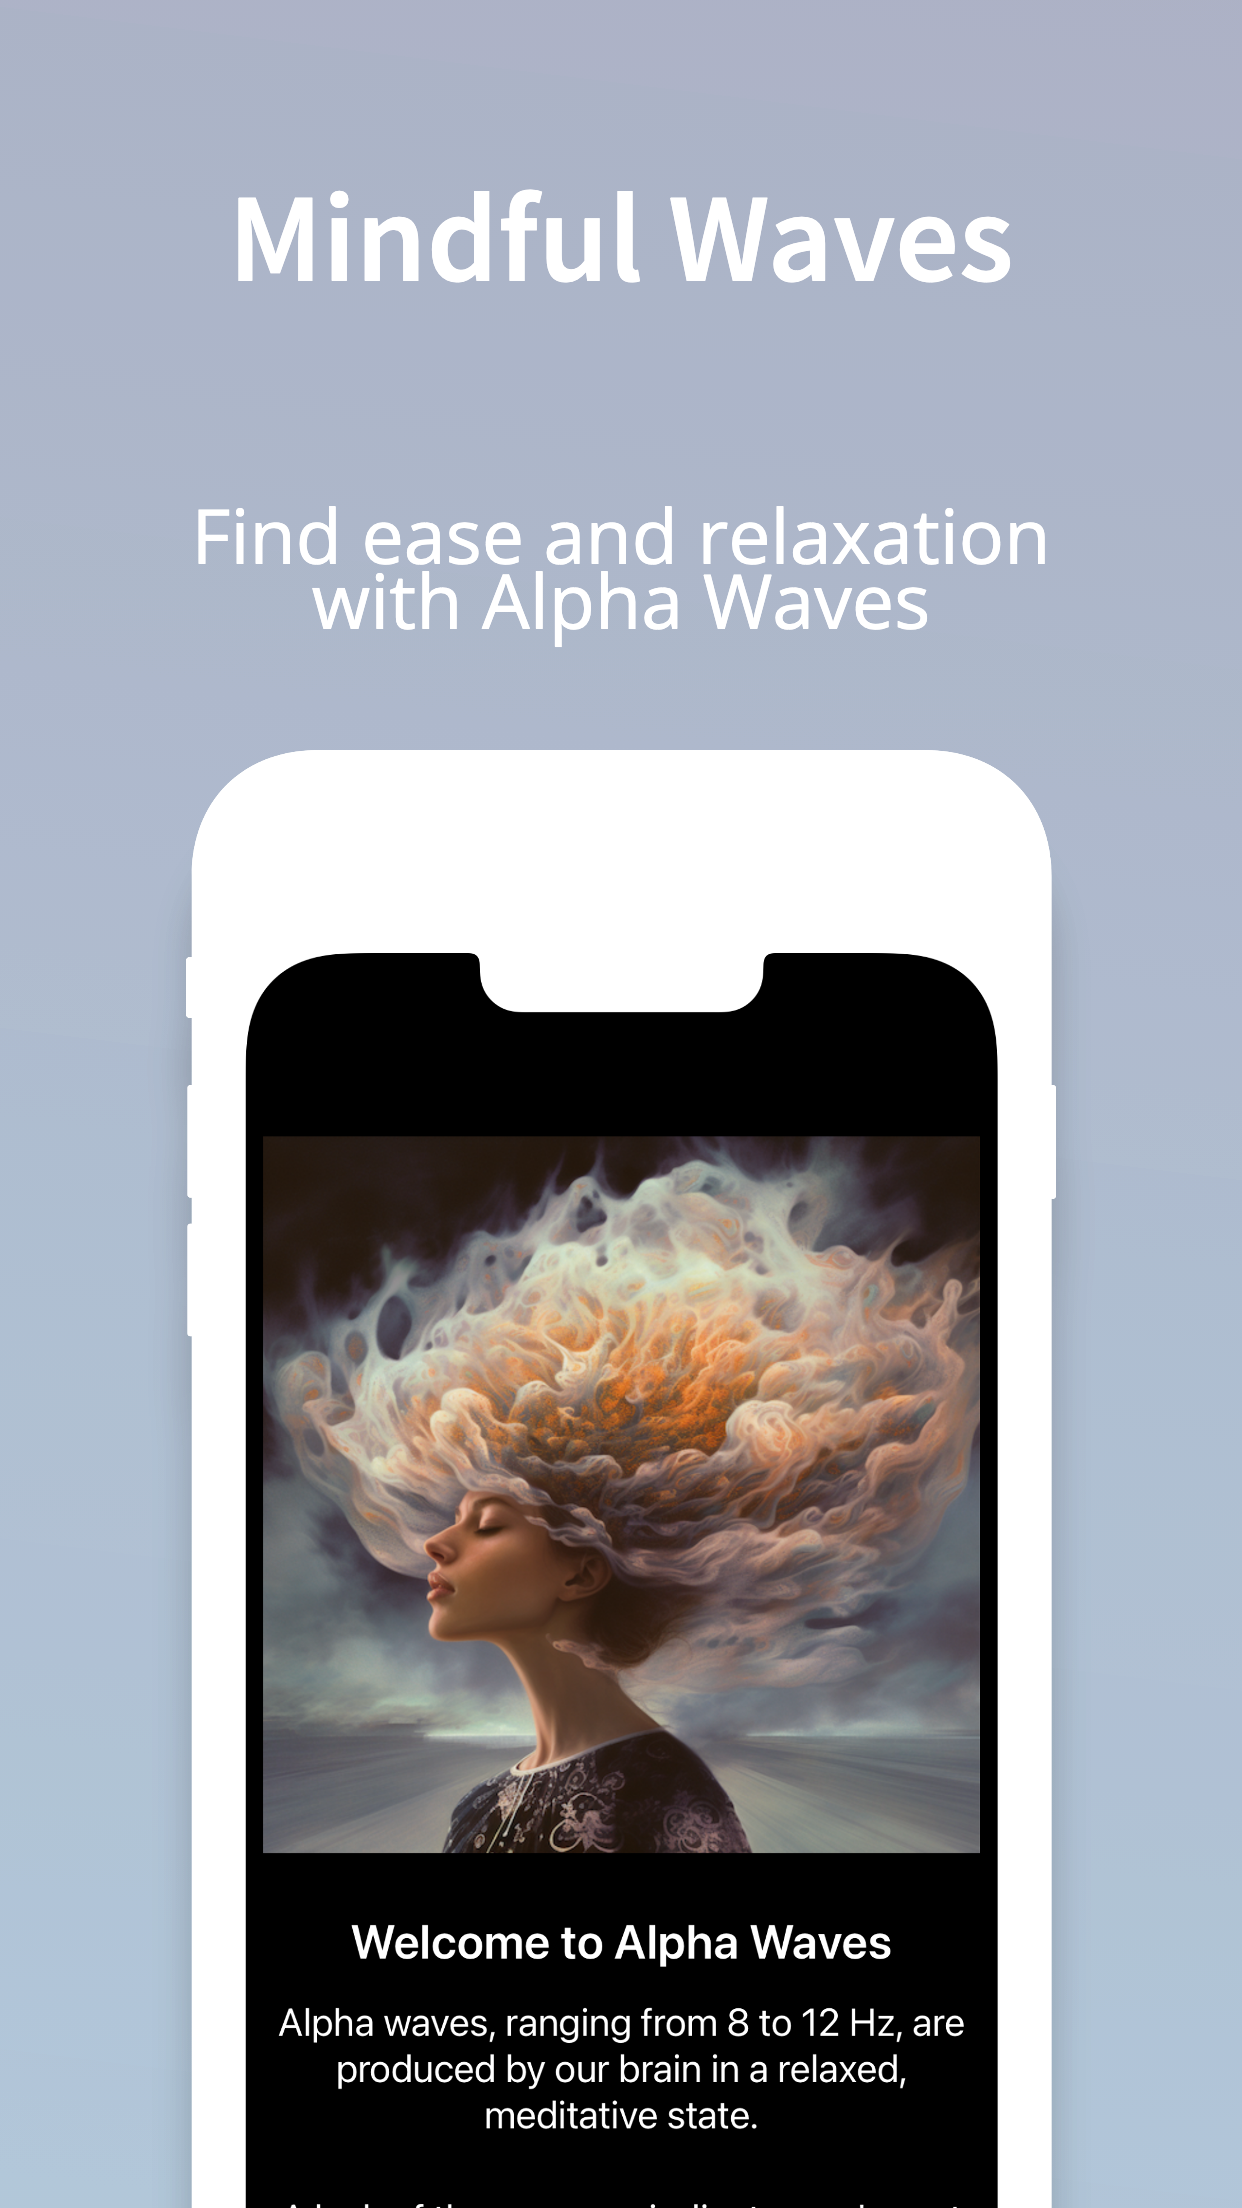 Mindful Waves
Find ease and relaxation
with Alpha Waves
Welcome to Alpha Waves
Alpha waves, ranging from 8 to 12 Hz, are
produced by our brain in a relaxed,
meditative state.